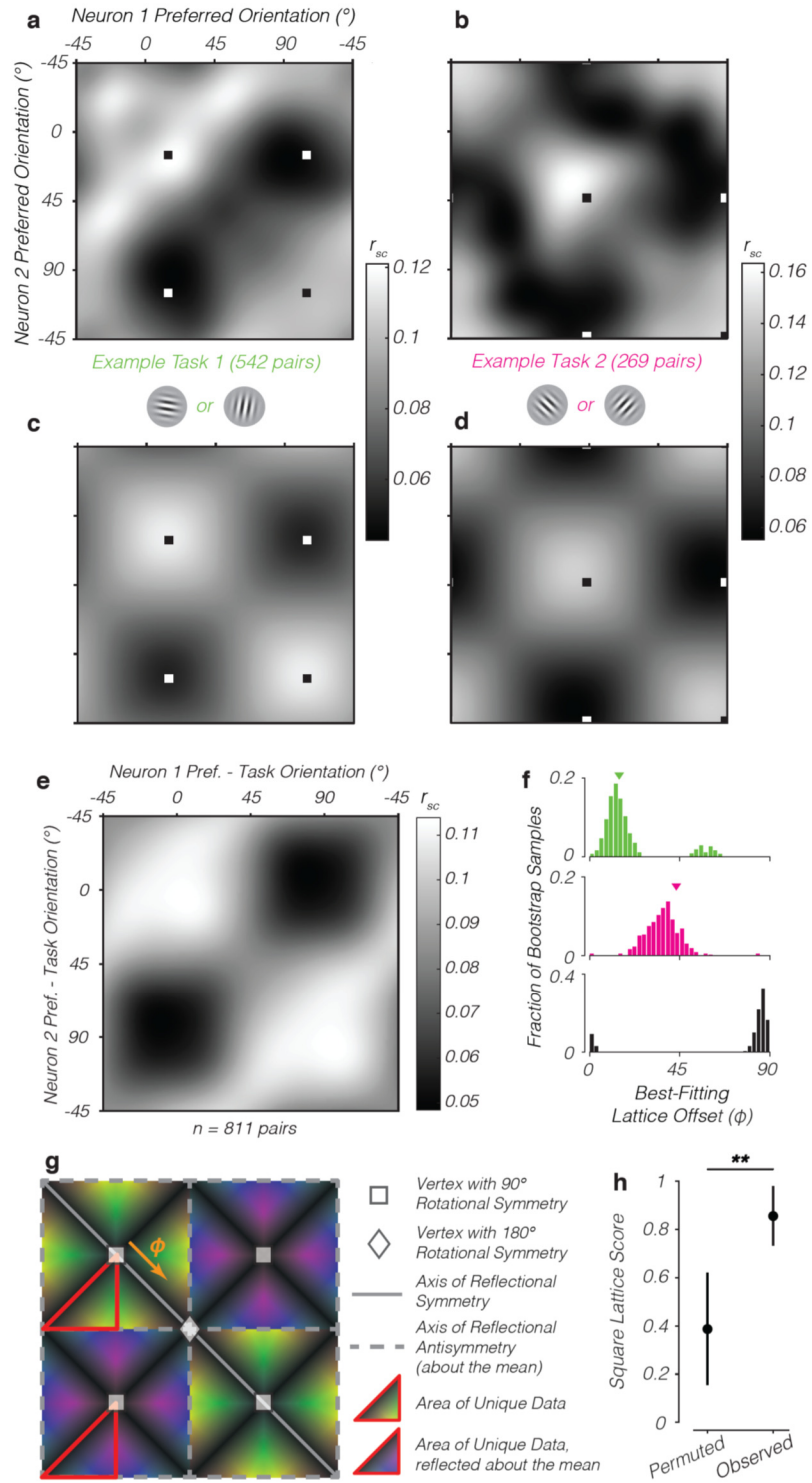 a
Neuron 1 Preferred Orientation (°)
-45 0 45 90 -45
b
Neuron 2 Preferred Orientation (°)
-45
0
45
90
-45
rsc
0.12
0.1
0.08
0.06
rsc
0.16
0.14
0.12
0.1
0.08
0.06
Example Task 1 (542 pairs)
or
Example Task 2 (269 pairs)
or
c
d
e
Neuron 1 Pref. - Task Orientation (°)
-45 0 45 90 -45
Neuron 2 Pref. - Task Orientation (°)
-45
0
45
90
-45
rsc
0.11
0.1
0.09
0.08
0.07
0.06
0.05
n = 811 pairs
f
Fraction of Bootstrap Samples
0.2
0
0.2
0
0.4
0
0 45 90
Best-Fitting
Lattice Offset (ϕ)
g
ϕ
Vertex with 90°
Rotational Symmetry
Vertex with 180°
Rotational Symmetry
Axis of Reflectional
Symmetry
Axis of Reflectional
Antisymmetry
(about the mean)
Area of Unique Data
Area of Unique Data,
reflected about the mean
h
**
Square Lattice Score
1
0.8
0.6
0.4
0.2
0
Permuted
Observed